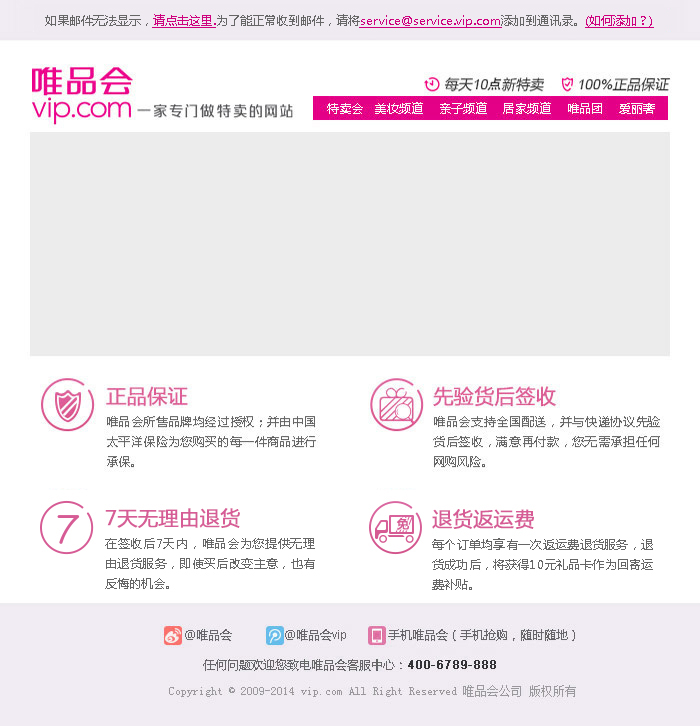 如果邮件无法显示，请点击这里.为了能正常收到邮件，请将service@service.vip.com添加到通讯录。(如何添加？)
唯品会
vip.com 一家专门做特卖的网站
每天10点新特卖 100%正品保证
特卖会 美妆频道 亲子频道 居家频道 唯品团 爱丽奢
正品保证
唯品会所售品牌均经过授权；并由中国
太平洋保险为您购买的每一件商品进行
承保。
先验货后签收
唯品会支持全国配送，并与快递协议先验
货后签收，满意再付款，您无需承担任何
网购风险。
7
7天无理由退货
在签收后7天内，唯品会为您提供无理
由退货服务，即使买后改变主意，也有
反悔的机会。
免
退货返运费
每个订单均享有一次返运费退货服务，退
货成功后，将获得10元礼品卡作为回寄运
费补贴。
@唯品会 @唯品会vip 手机唯品会（手机抢购，随时随地）
任何问题欢迎您致电唯品会客服中心：400-6789-888
Copyright © 2009-2014 vip.com All Right Reserved 唯品会公司 版权所有